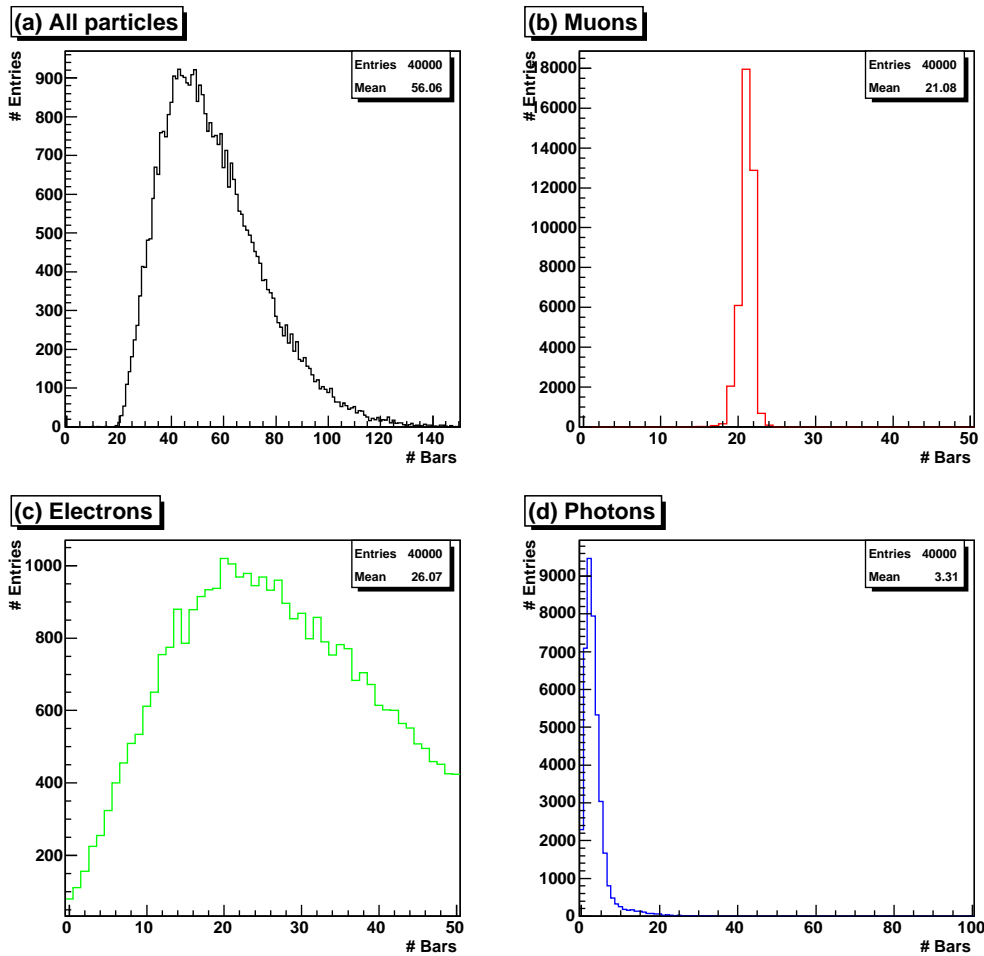 (a) All particles
# Entries
Entries 40000
Mean 56.06
900
800
700
600
500
400
300
200
100
0
0 20 40 60 80 100 120 140
# Bars
(b) Muons
# Entries
Entries 40000
Mean 21.08
18000
16000
14000
12000
10000
8000
6000
4000
2000
0
0 10 20 30 40 50
# Bars
(c) Electrons
# Entries
Entries 40000
Mean 26.07
1000
800
600
400
200
0 10 20 30 40 50
# Bars
(d) Photons
# Entries
Entries 40000
Mean 3.31
9000
8000
7000
6000
5000
4000
3000
2000
1000
0
0 20 40 60 80 100
# Bars